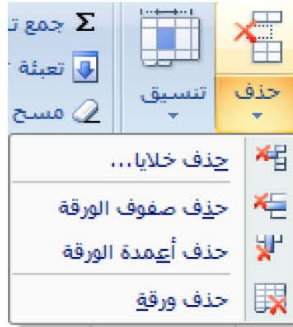 حذف
تنسيق
Σ جمع
تعبئة
مسح
حذف خلايا...
حذف صفوف الورقة
حذف أعمدة الورقة
حذف ورقة